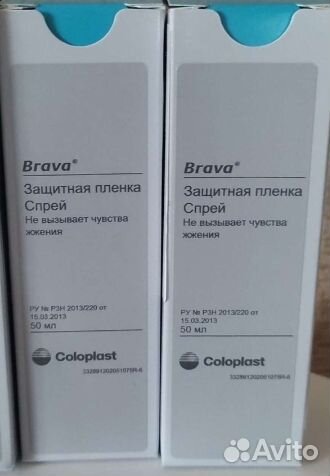 Brava®
Защитная пленка
Спрей
Не вызывает чувства
жжения
РУ № РЗН 2013/220 от
15.03.2013
50 мл
Coloplast
Brava®
Защитная пленка
Спрей
Не вызывает чувства
жжения
РУ № РЗН 2013/220 от
15.03.2013
50 мл
Coloplast
Avito